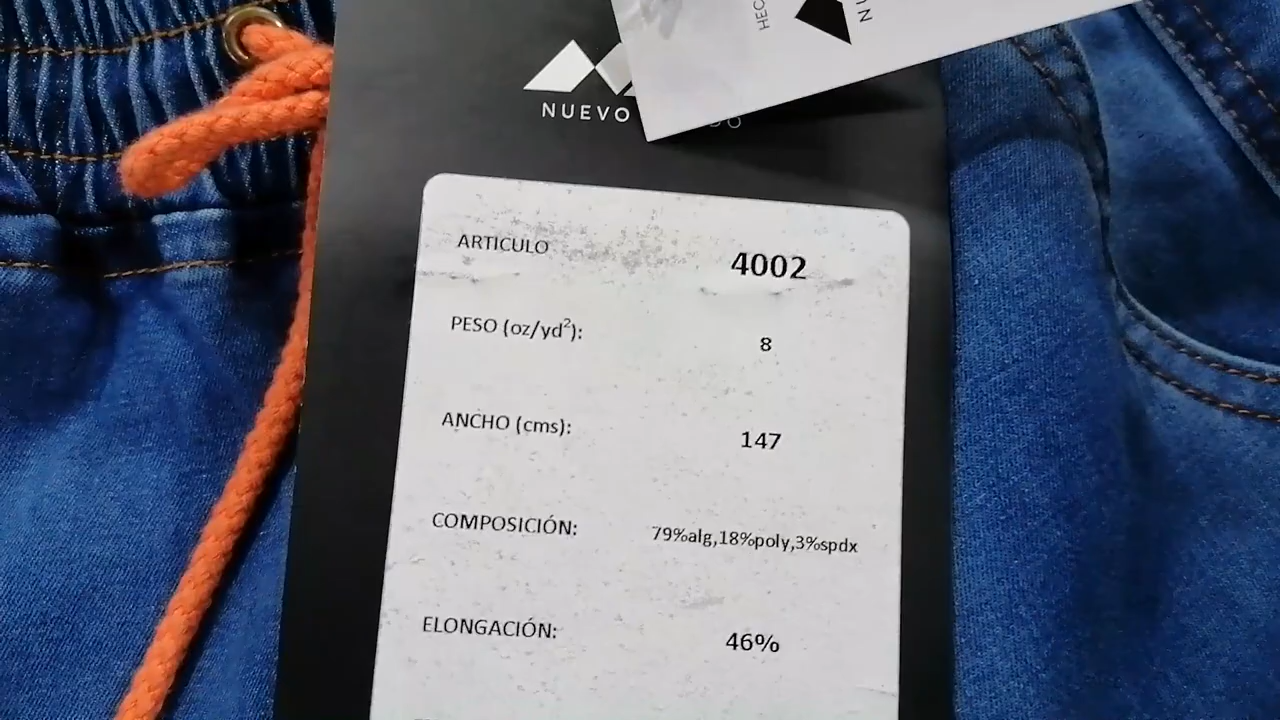 HEC
NUEVO
ARTICULO 4002
PESO (oz/yd²): 8
ANCHO (cms): 147
COMPOSICIÓN: 79%alg,18%poly,3%spdx
ELONGACIÓN: 46%